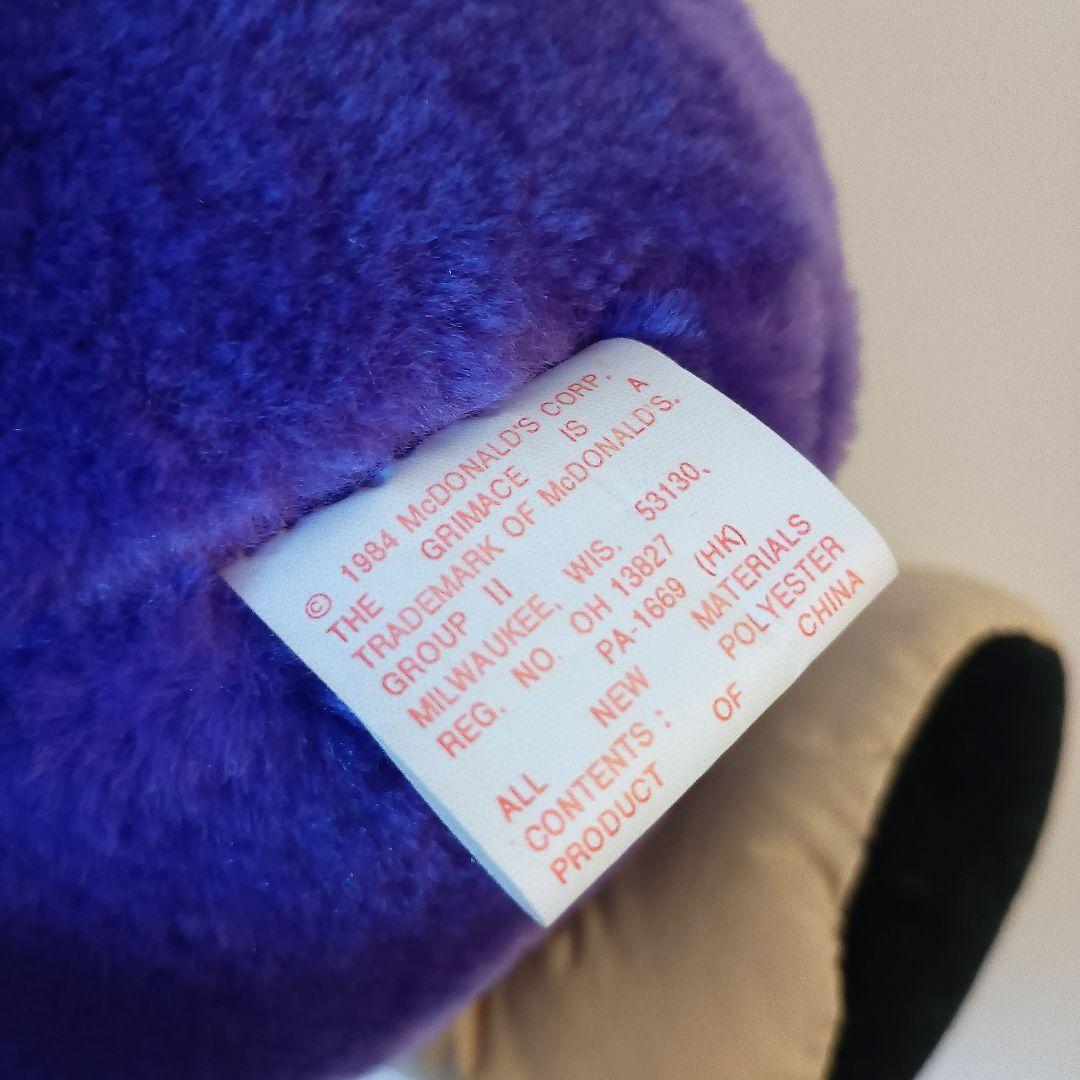 © 1984 McDONALD'S CORP.
THE GRIMACE IS A
TRADEMARK OF McDONALD'S.
GROUP II
MILWAUKEE, WIS. 53130.
REG. NO. OH 13827
PA-1669 (HK)
ALL NEW MATERIALS
CONTENTS: POLYESTER
PRODUCT OF CHINA